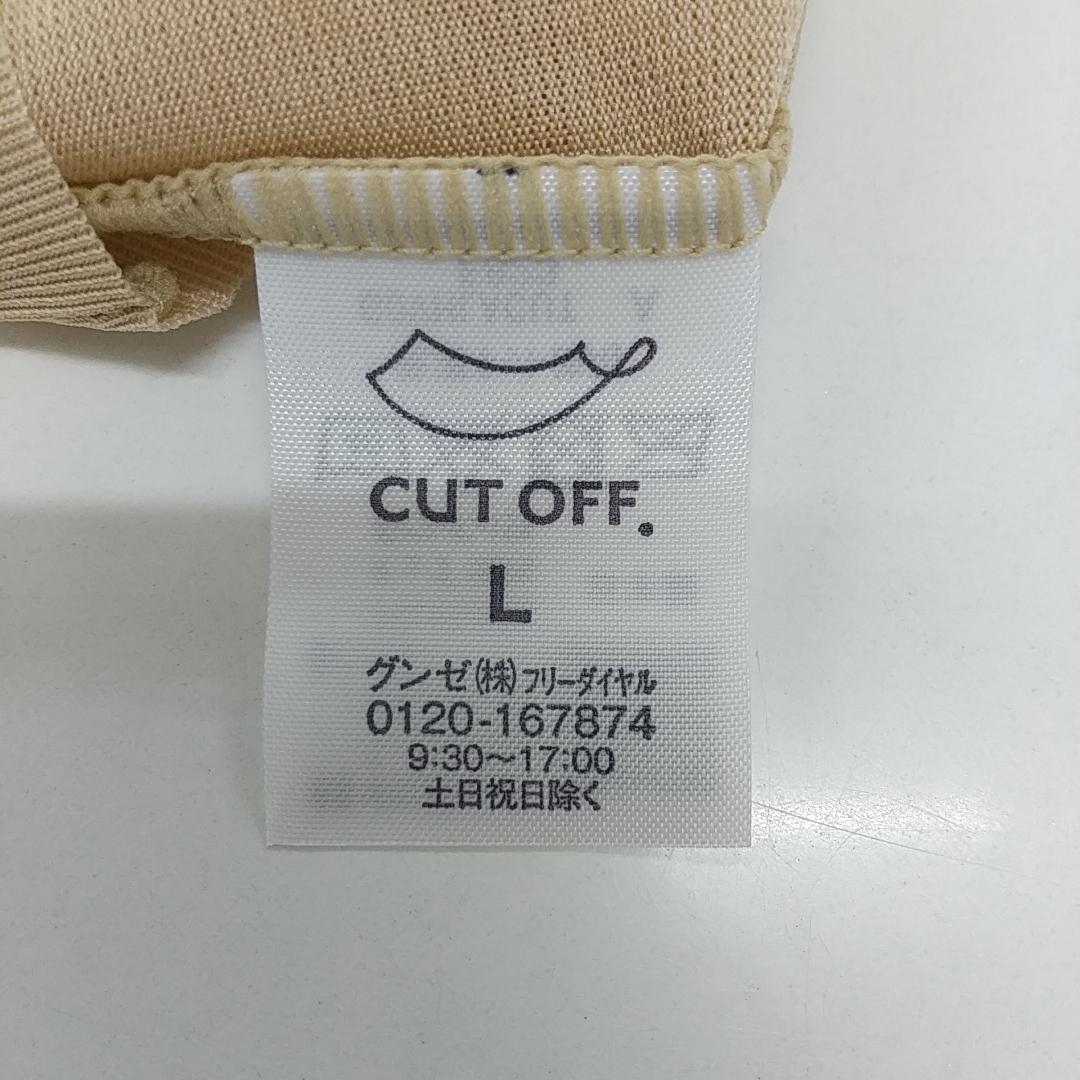 CUT OFF.
L
グンゼ(株)フリーダイヤル
0120-167874
9:30～17:00
土日祝日除く